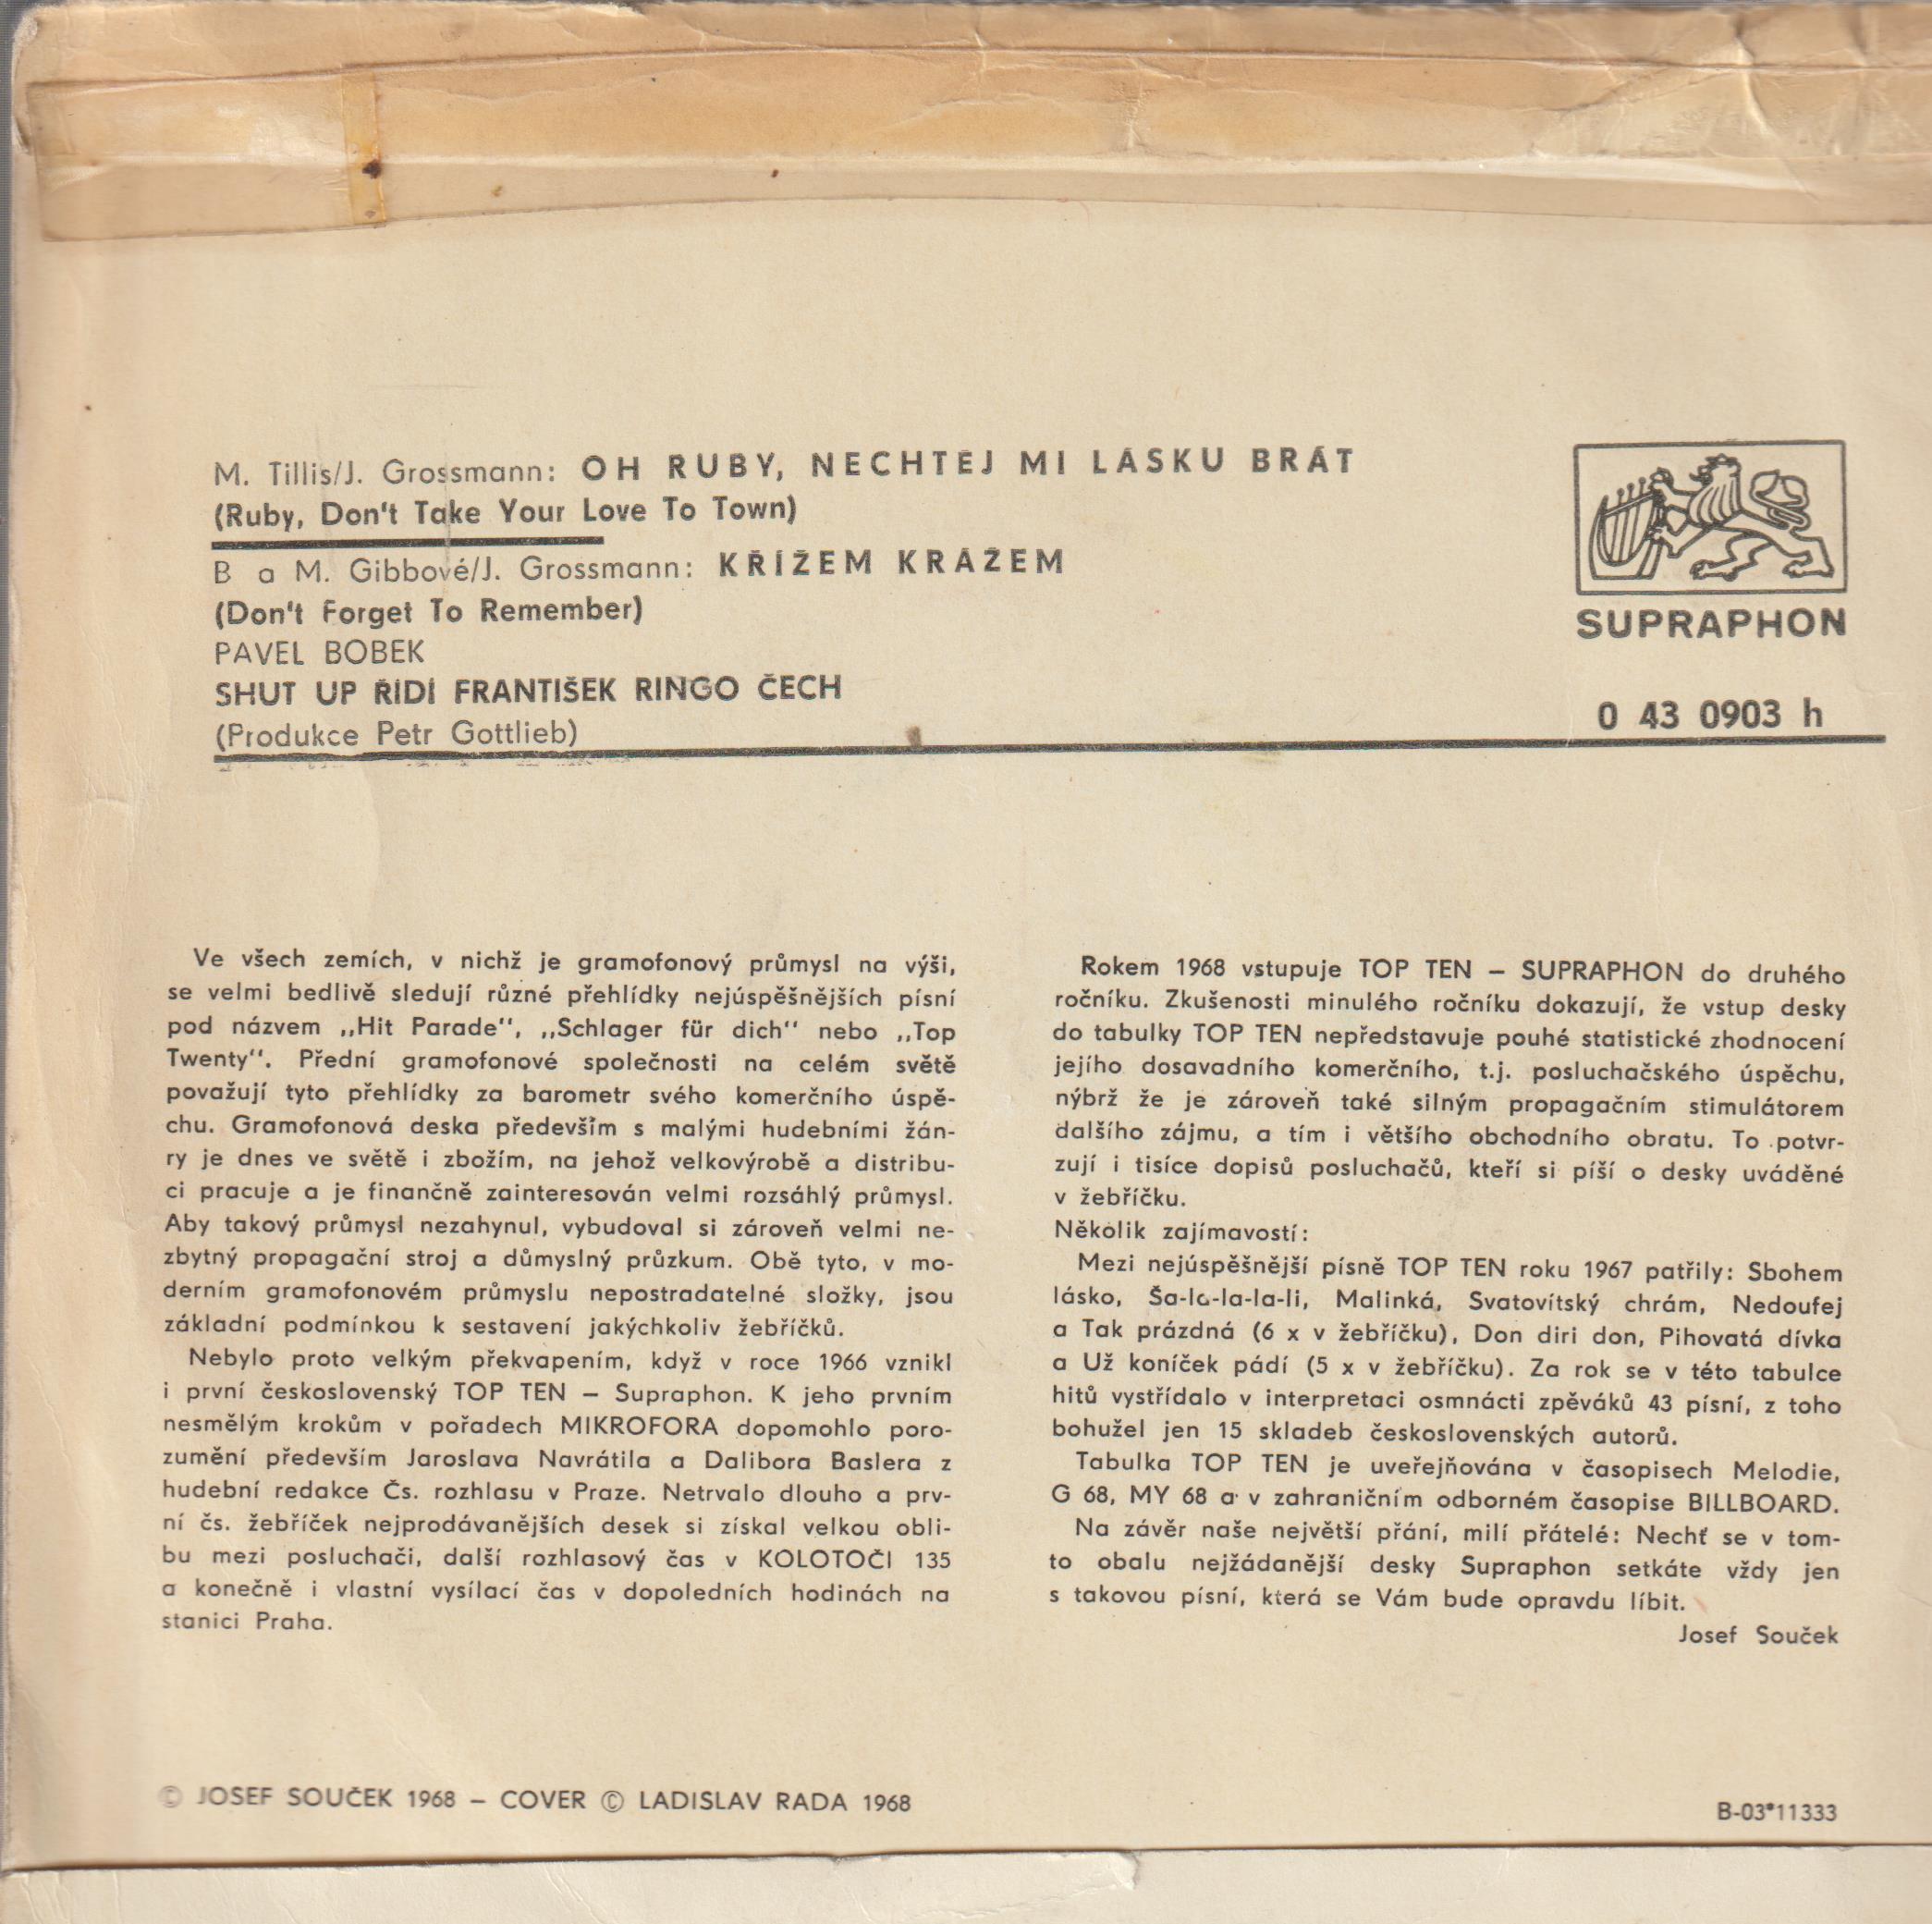 M. Tillis/J. Grossmann: OH RUBY, NECHTĚJ MI LÁSKU BRÁT
(Ruby, Don't Take Your Love To Town)
B a M. Gibbové/J. Grossmann: KŘÍŽEM KRÁŽEM
(Don't Forget To Remember)
PAVEL BOBEK
SHUT UP ŘÍDÍ FRANTIŠEK RINGO ČECH
(Produkce Petr Gottlieb)
SUPRAPHON
0 43 0903 h
Ve všech zemích, v nichž je gramofonový průmysl na výši,
se velmi bedlivě sledují různé přehlídky nejúspěšnějších písní
pod názvem ,,Hit Parade'', ,,Schlager für dich'' nebo ,,Top
Twenty''. Přední gramofonové společnosti na celém světě
považují tyto přehlídky za barometr svého komerčního úspě-
chu. Gramofonová deska především s malými hudebními žán-
ry je dnes ve světě i zbožím, na jehož velkovýrobě a distribu-
ci pracuje a je finančně zainteresován velmi rozsáhlý průmysl.
Aby takový průmysl nezahynul, vybudoval si zároveň velmi ne-
zbytný propagační stroj a důmyslný průzkum. Obě tyto, v mo-
derním gramofonovém průmyslu nepostradatelné složky, jsou
základní podmínkou k sestavení jakýchkoliv žebříčků.
Nebylo proto velkým překvapením, když v roce 1966 vznikl
i první československý TOP TEN – Supraphon. K jeho prvním
nesmělým krokům v pořadech MIKROFORA dopomohlo poro-
zumění především Jaroslava Navrátila a Dalibora Baslera z
hudební redakce Čs. rozhlasu v Praze. Netrvalo dlouho a prv-
ní čs. žebříček nejprodávanějších desek si získal velkou obli-
bu mezi posluchači, další rozhlasový čas v KOLOTOČI 135
a konečně i vlastní vysílací čas v dopoledních hodinách na
stanici Praha.
Rokem 1968 vstupuje TOP TEN – SUPRAPHON do druhého
ročníku. Zkušenosti minulého ročníku dokazují, že vstup desky
do tabulky TOP TEN nepředstavuje pouhé statistické zhodnocení
jejího dosavadního komerčního, t.j. posluchačského úspěchu,
nýbrž že je zároveň také silným propagačním stimulátorem
dalšího zájmu, a tím i většího obchodního obratu. To potvr-
zují i tisíce dopisů posluchačů, kteří si píší o desky uváděné
v žebříčku.
Několik zajímavostí:
Mezi nejúspěšnější písně TOP TEN roku 1967 patřily: Sbohem
lásko, Ša-la-la-la-li, Malinká, Svatovítský chrám, Nedoufej
a Tak prázdná (6 x v žebříčku), Don diri don, Pihovatá dívka
a Už koníček pádí (5 x v žebříčku). Za rok se v této tabulce
hitů vystřídalo v interpretaci osmnácti zpěváků 43 písní, z toho
bohužel jen 15 skladeb československých autorů.
Tabulka TOP TEN je uveřejňována v časopisech Melodie,
G 68, MY 68 a v zahraničním odborném časopise BILLBOARD.
Na závěr naše největší přání, milí přátelé: Nechť se v tom-
to obalu nejžádanější desky Supraphon setkáte vždy jen
s takovou písní, která se Vám bude opravdu líbit.
Josef Souček
© JOSEF SOUČEK 1968 – COVER © LADISLAV RADA 1968
B-03*11333